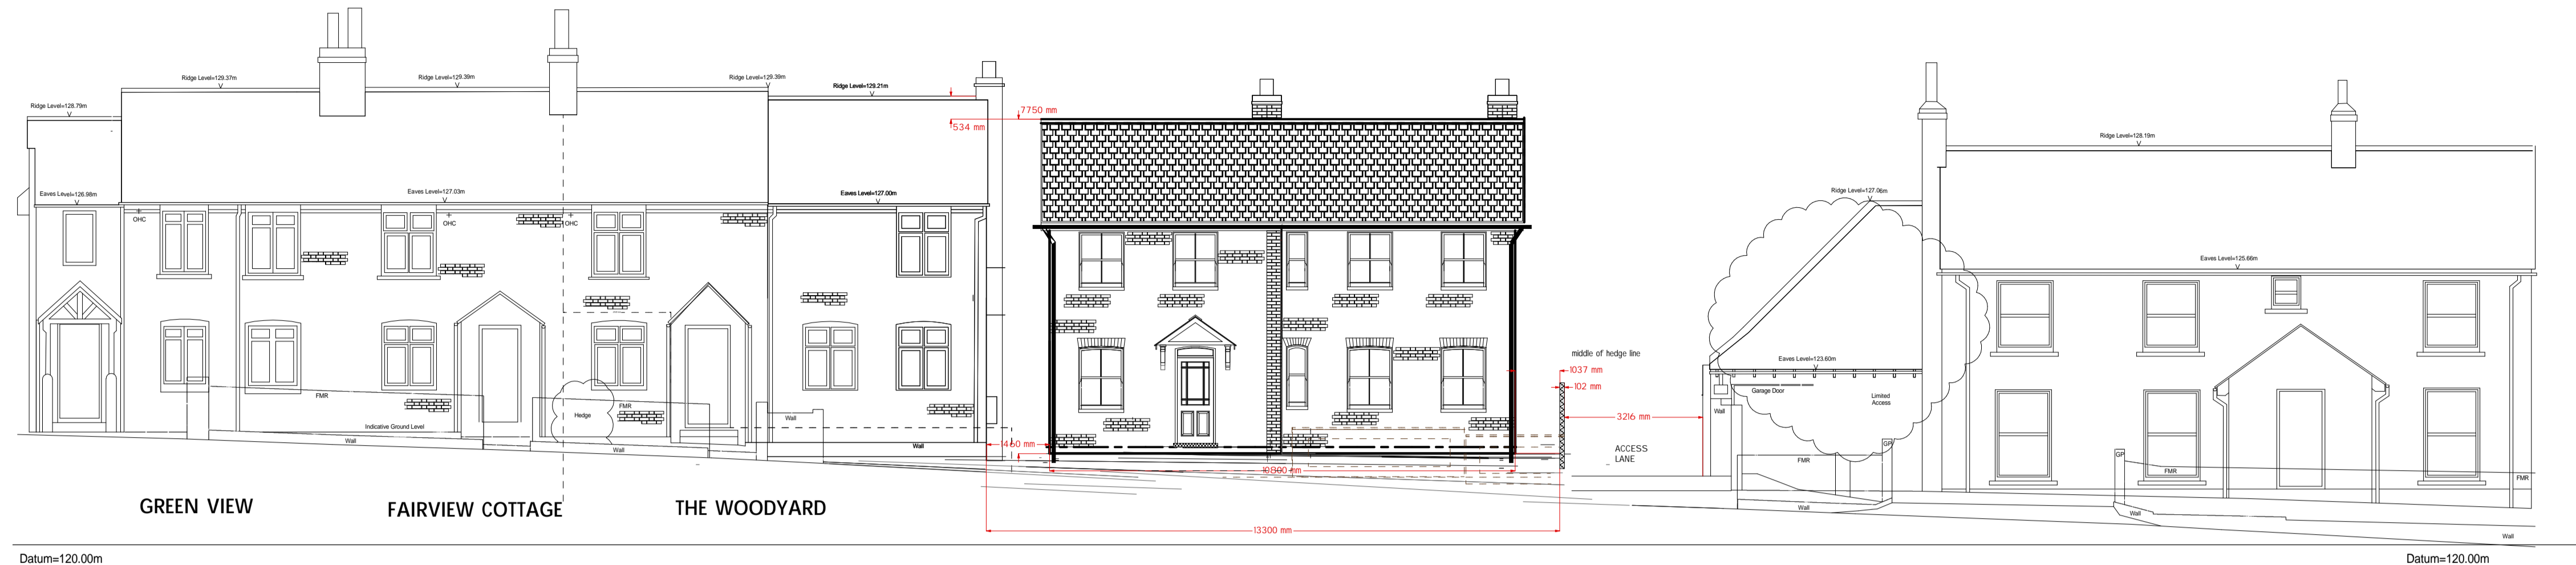 Ridge Level=128.79m
Ridge Level=129.37m
Ridge Level=129.39m
Ridge Level=129.39m
Ridge Level=129.21m
7750 mm
534 mm
Ridge Level=128.19m
Eaves Level=126.98m
Eaves Level=127.03m
Eaves Level=127.00m
Ridge Level=127.06m
OHC
OHC
OHC
Eaves Level=125.66m
middle of hedge line
1037 mm
102 mm
Eaves Level=123.60m
Garage Door
Limited
Access
FMR
FMR
Hedge
Indicative Ground Level
Wall
3216 mm
Wall
Wall
Wall
Wall
1460 mm
ACCESS
LANE
GP
GP
FMR
FMR
FMR
10800 mm
GREEN VIEW
FAIRVIEW COTTAGE
THE WOODYARD
13300 mm
Wall
Wall
Wall
Datum=120.00m
Datum=120.00m